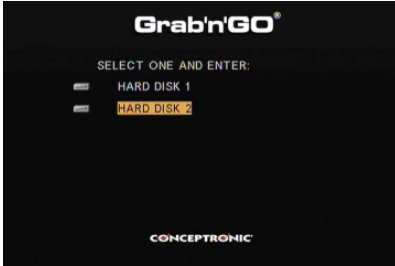 Grab'n'GO®
SELECT ONE AND ENTER:
HARD DISK 1
HARD DISK 2
CONCEPTRONIC®